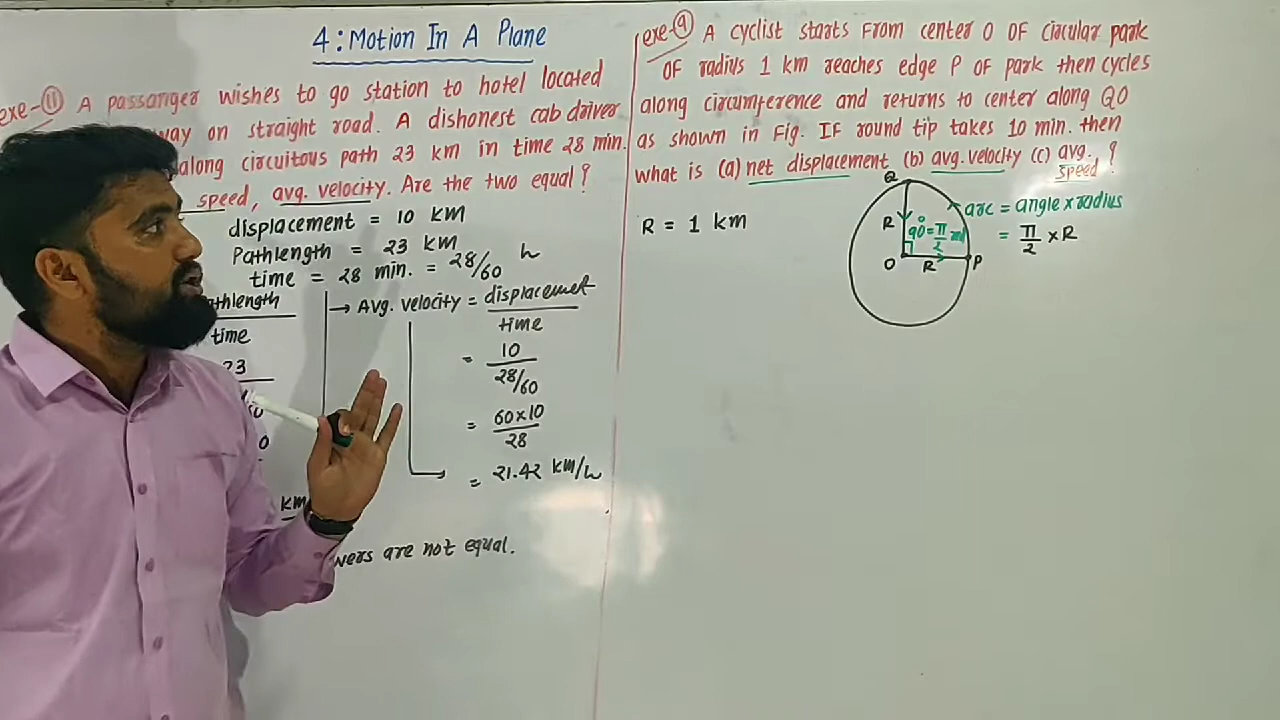 4: Motion In A Plane
exe-11 A passanger wishes to go station to hotel located
way on straight road. A dishonest cab driver
along circuitous path 23 km in time 28 min.
speed, avg. velocity. Are the two equal?
displacement = 10 KM
Pathlength = 23 KM
time = 28 min. = 28/60 h
athlength
time
23
→ Avg. velocity = displacemet
time
= 10
28/60
= 60×10
28
= 21.42 KM/h
KM
wers are not equal.
exe-9 A cyclist starts From center O OF circular park
OF radius 1 km reaches edge P OF park then cycles
along circumference and returns to center along QO
as shown in Fig. IF round tip takes 10 min. then
What is (a) net displacement (b) avg. velocity (c) avg. speed?
R = 1 km
Q
R
90° = π/2
O
R
P
arc = angle × radius
= π/2 × R